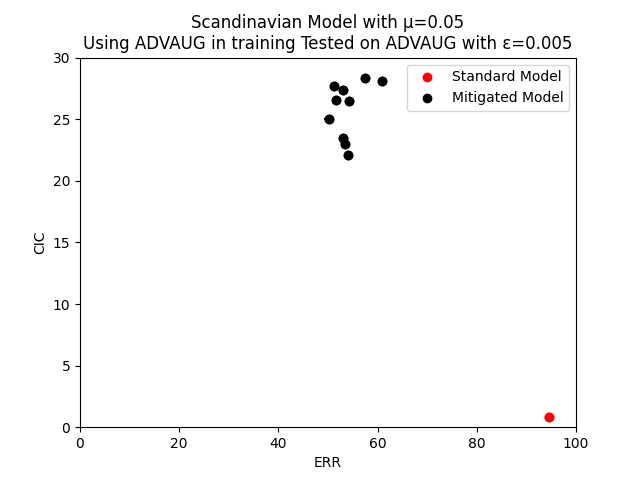 Scandinavian Model with μ=0.05
Using ADVAUG in training Tested on ADVAUG with ε=0.005
Standard Model
Mitigated Model
30
25
20
15
10
5
0
CIC
0 20 40 60 80 100
ERR